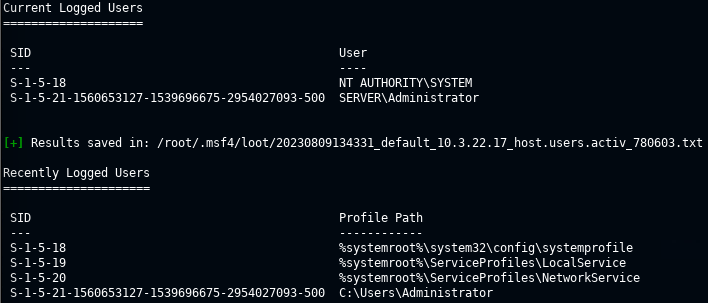 Current Logged Users
====================
SID User
--- ----
S-1-5-18 NT AUTHORITY\SYSTEM
S-1-5-21-1560653127-1539696675-2954027093-500 SERVER\Administrator
[+] Results saved in: /root/.msf4/loot/20230809134331_default_10.3.22.17_host.users.activ_780603.txt
Recently Logged Users
=====================
SID Profile Path
--- ------------
S-1-5-18 %systemroot%\system32\config\systemprofile
S-1-5-19 %systemroot%\ServiceProfiles\LocalService
S-1-5-20 %systemroot%\ServiceProfiles\NetworkService
S-1-5-21-1560653127-1539696675-2954027093-500 C:\Users\Administrator